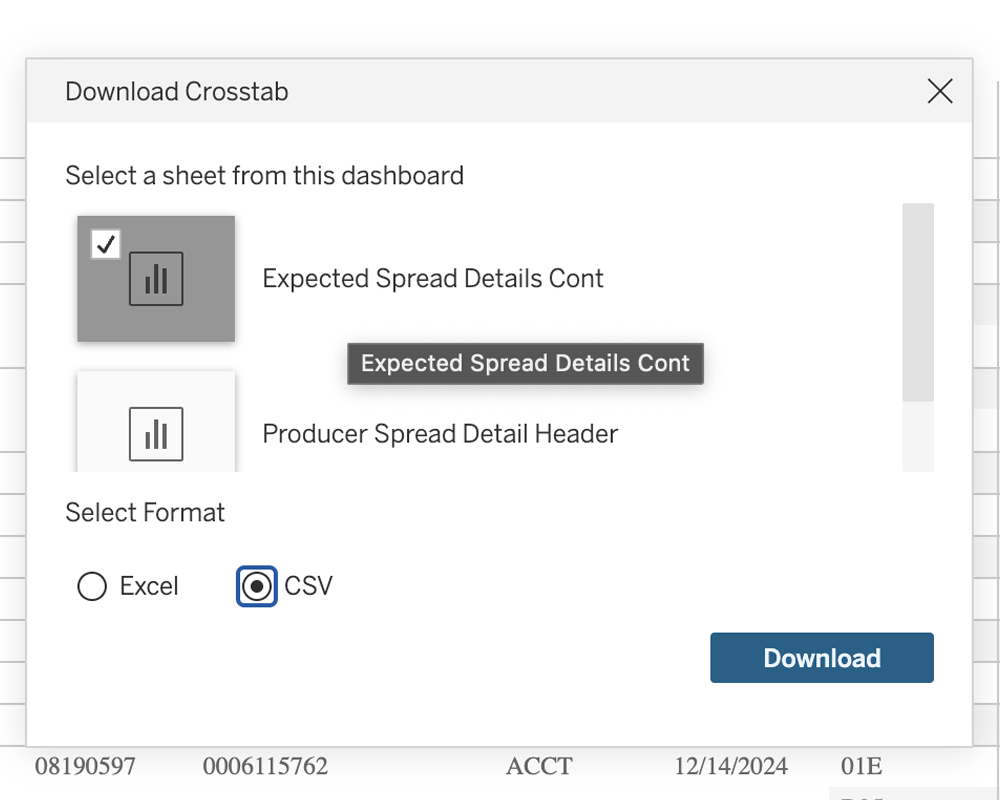 Download Crosstab
Select a sheet from this dashboard
Expected Spread Details Cont
Expected Spread Details Cont
Producer Spread Detail Header
Select Format
Excel CSV
Download
08190597 0006115762 ACCT 12/14/2024 01E